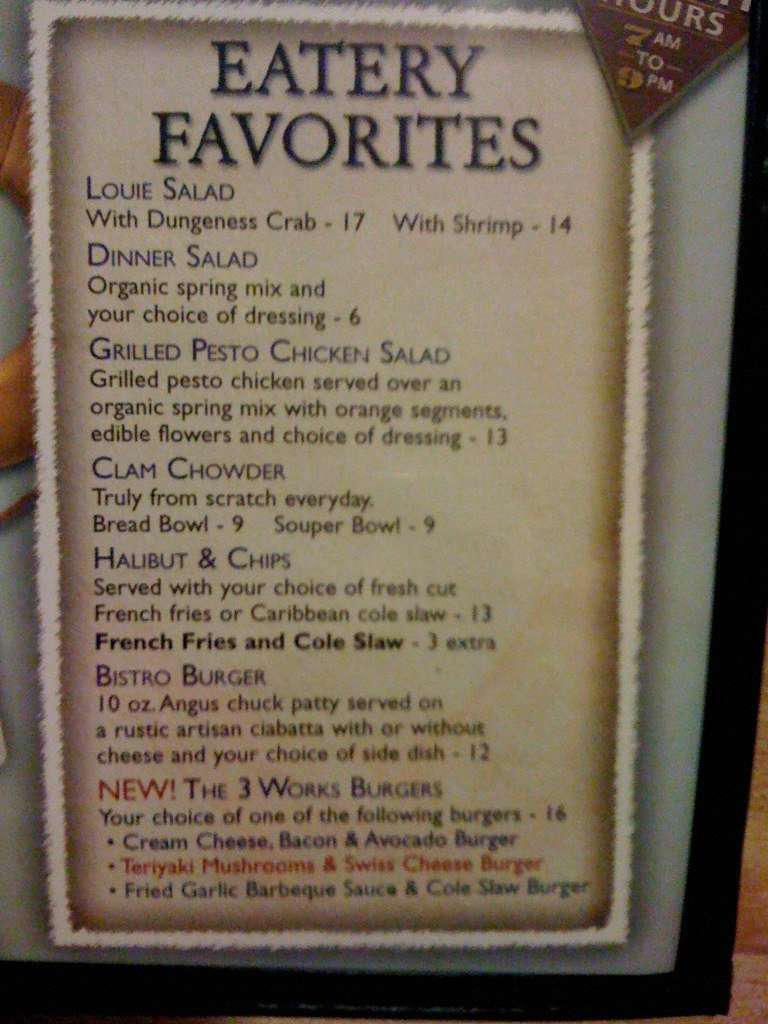 HOURS
7 AM
TO
9 PM
EATERY
FAVORITES
LOUIE SALAD
With Dungeness Crab - 17 With Shrimp - 14
DINNER SALAD
Organic spring mix and
your choice of dressing - 6
GRILLED PESTO CHICKEN SALAD
Grilled pesto chicken served over an
organic spring mix with orange segments,
edible flowers and choice of dressing - 13
CLAM CHOWDER
Truly from scratch everyday.
Bread Bowl - 9 Souper Bowl - 9
HALIBUT & CHIPS
Served with your choice of fresh cut
French fries or Caribbean cole slaw - 13
French Fries and Cole Slaw - 3 extra
BISTRO BURGER
10 oz. Angus chuck patty served on
a rustic artisan ciabatta with or without
cheese and your choice of side dish - 12
NEW! THE 3 WORKS BURGERS
Your choice of one of the following burgers - 16
• Cream Cheese, Bacon & Avocado Burger
• Teriyaki Mushrooms & Swiss Cheese Burger
• Fried Garlic Barbeque Sauce & Cole Slaw Burger